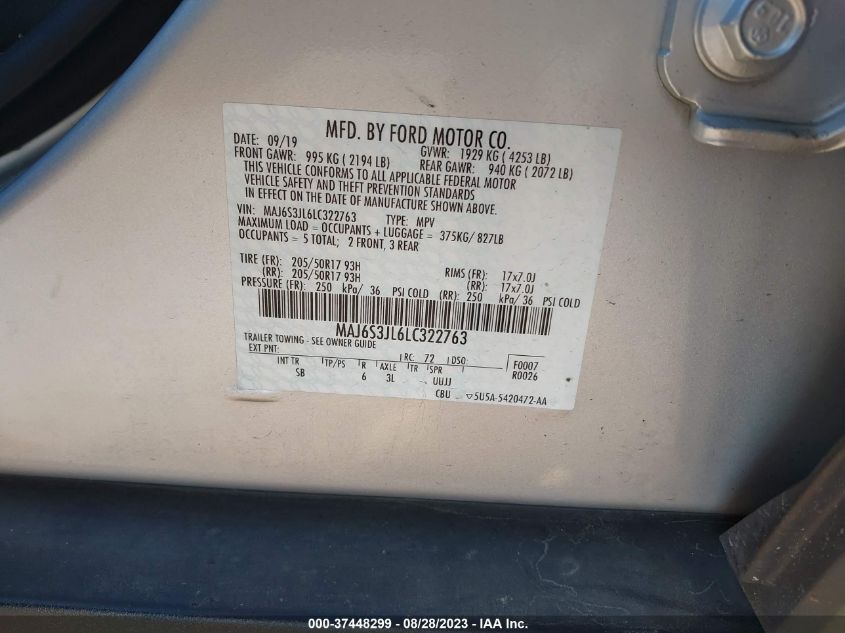 MFD. BY FORD MOTOR CO.
DATE: 09/19 GVWR: 1929 KG ( 4253 LB)
FRONT GAWR: 995 KG ( 2194 LB) REAR GAWR: 940 KG ( 2072 LB)
THIS VEHICLE CONFORMS TO ALL APPLICABLE FEDERAL MOTOR
VEHICLE SAFETY AND THEFT PREVENTION STANDARDS
IN EFFECT ON THE DATE OF MANUFACTURE SHOWN ABOVE.
VIN: MAJ6S3JL6LC322763 TYPE: MPV
MAXIMUM LOAD = OCCUPANTS + LUGGAGE = 375KG/ 827LB
OCCUPANTS = 5 TOTAL; 2 FRONT, 3 REAR
TIRE (FR): 205/50R17 93H RIMS (FR): 17x7.0J
(RR): 205/50R17 93H (RR): 17x7.0J
PRESSURE (FR): 250 kPa/ 36 PSI COLD (RR): 250 kPa/ 36 PSI COLD
MAJ6S3JL6LC322763
TRAILER TOWING - SEE OWNER GUIDE
EXT PNT: RC: 72 DSO: F0007
INT TR TP/PS R AXLE TR SPR R0026
SB 6 3L UUJJ
CBU ▽5U5A-5420472-AA
000-37448299 - 08/28/2023 - IAA Inc.